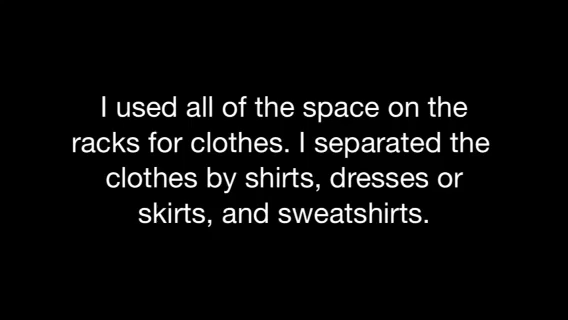 I used all of the space on the
racks for clothes. I separated the
clothes by shirts, dresses or
skirts, and sweatshirts.